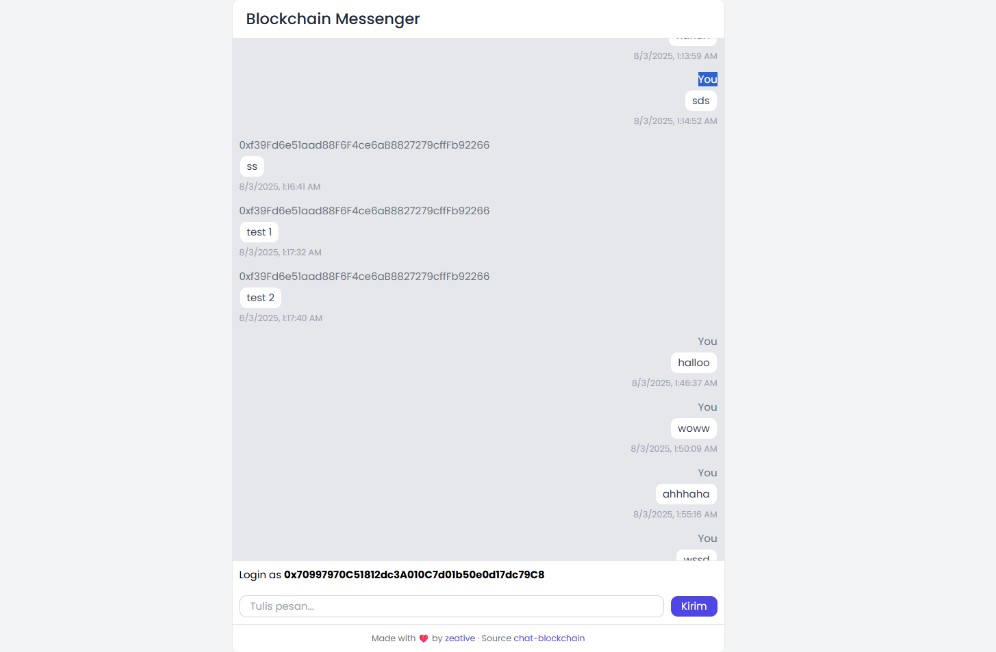 Blockchain Messenger
8/3/2025, 1:13:59 AM
You
sds
8/3/2025, 1:14:52 AM
0xf39Fd6e51aad88F6F4ce6aB8827279cffFb92266
ss
8/3/2025, 1:16:41 AM
0xf39Fd6e51aad88F6F4ce6aB8827279cffFb92266
test 1
8/3/2025, 1:17:32 AM
0xf39Fd6e51aad88F6F4ce6aB8827279cffFb92266
test 2
8/3/2025, 1:17:40 AM
You
halloo
8/3/2025, 1:46:37 AM
You
woww
8/3/2025, 1:50:09 AM
You
ahhhaha
8/3/2025, 1:55:16 AM
You
wssd
Login as 0x70997970C51812dc3A010C7d01b50e0d17dc79C8
Tulis pesan...
Kirim
Made with ❤️ by zeative · Source chat-blockchain